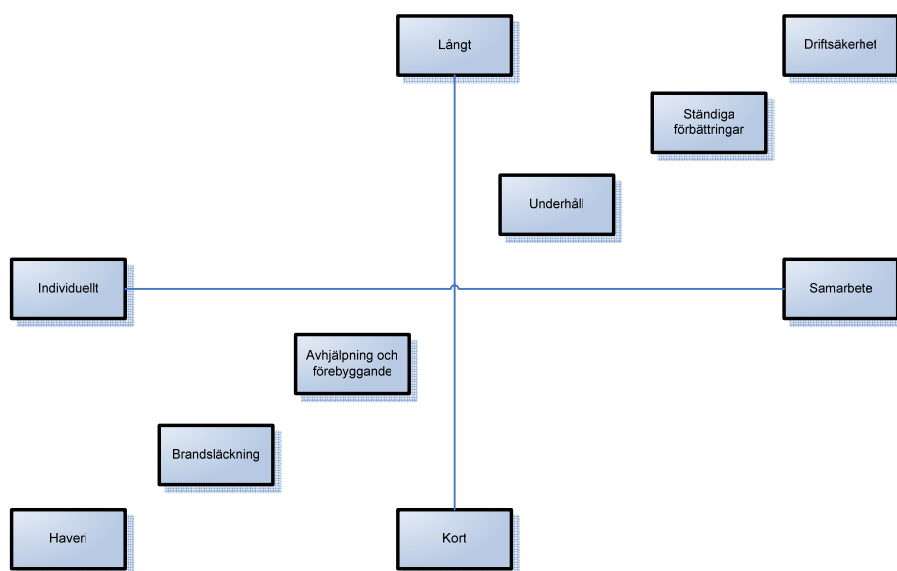 Långt
Driftsäkerhet
Ständiga
förbättringar
Underhåll
Individuellt
Samarbete
Avhjälpning och
förebyggande
Brandsläckning
Haveri
Kort